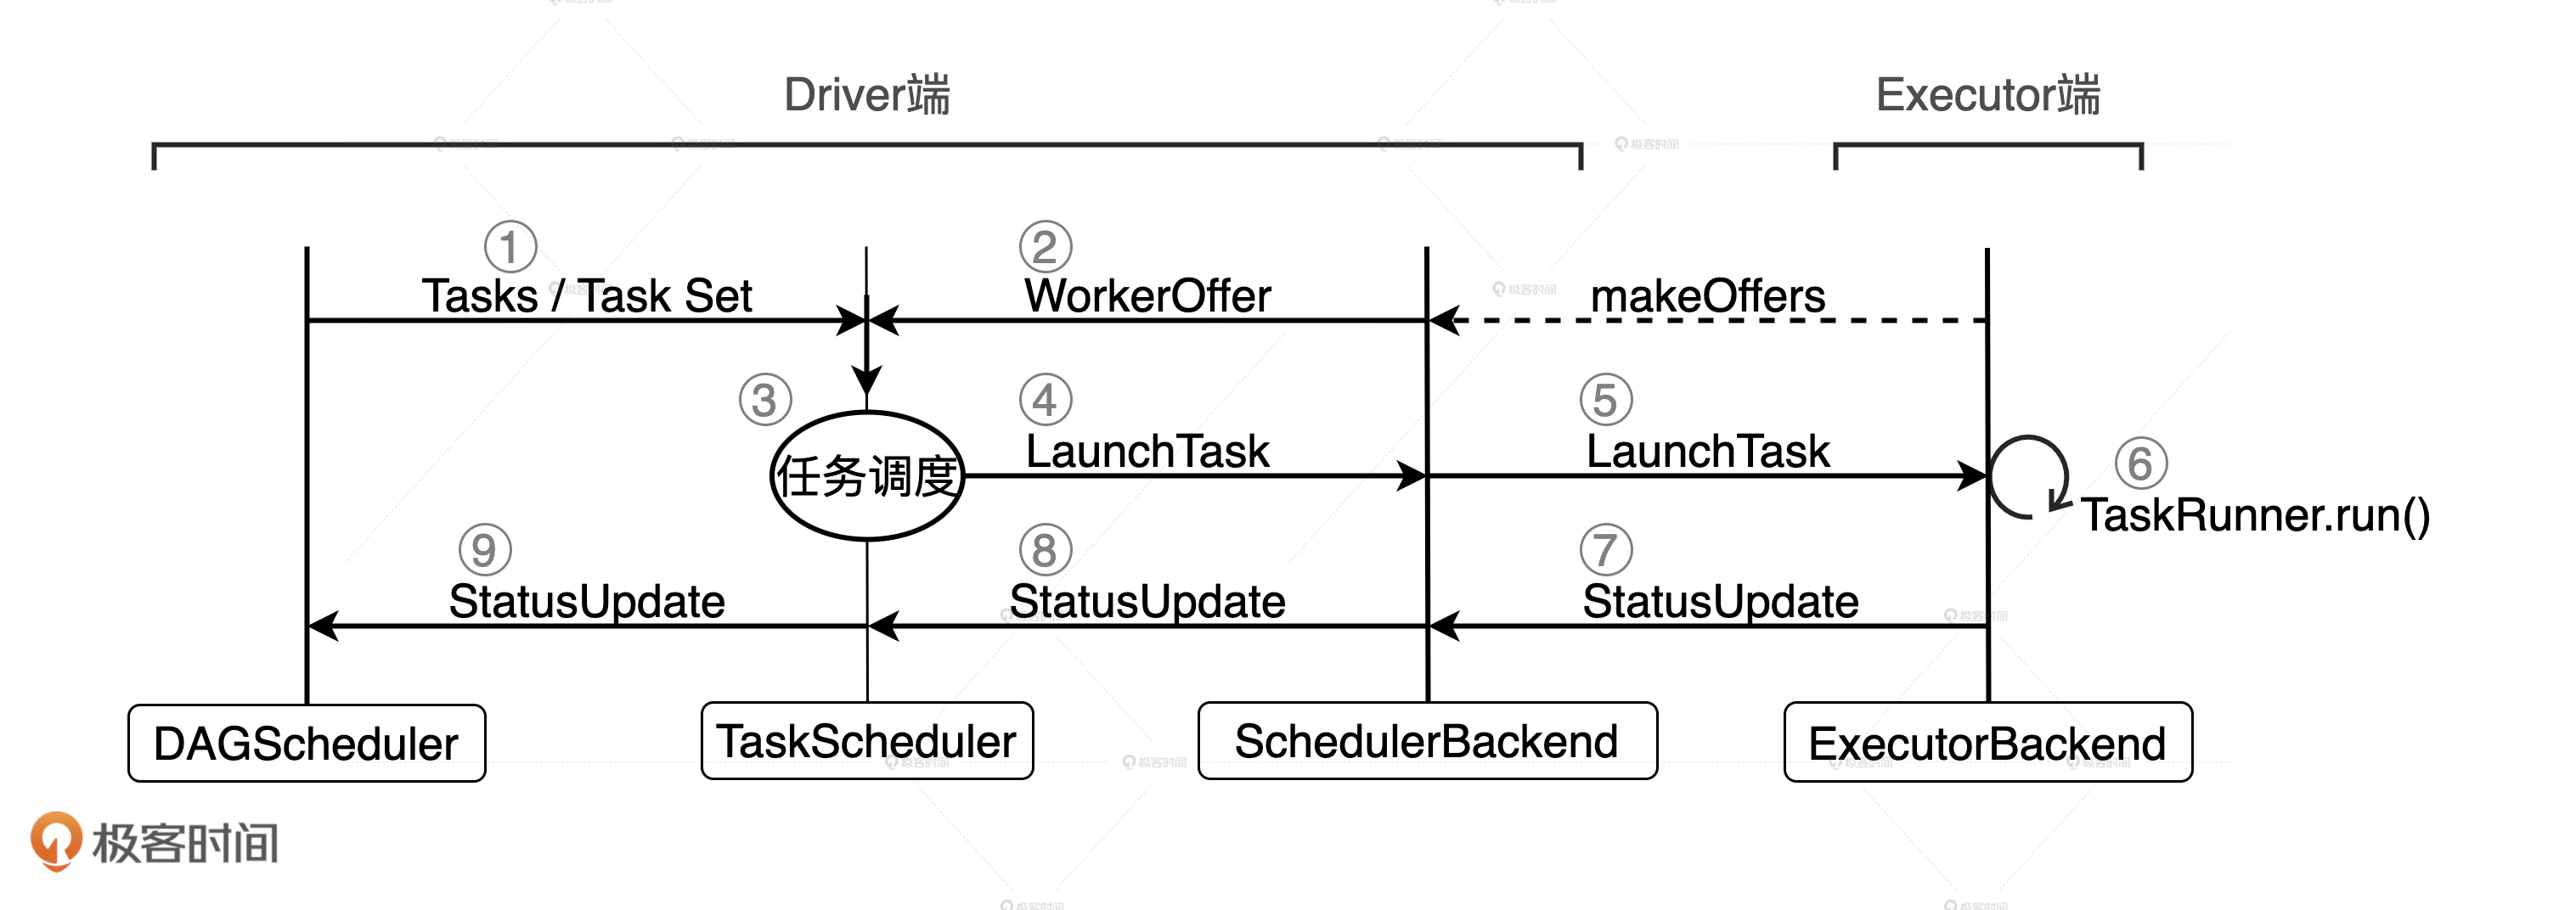 Driver端
Executor端
①
②
Tasks / Task Set
WorkerOffer
makeOffers
③
④
⑤
任务调度
LaunchTask
LaunchTask
⑥
TaskRunner.run()
⑨
⑧
⑦
StatusUpdate
StatusUpdate
StatusUpdate
DAGScheduler
TaskScheduler
SchedulerBackend
ExecutorBackend
极客时间